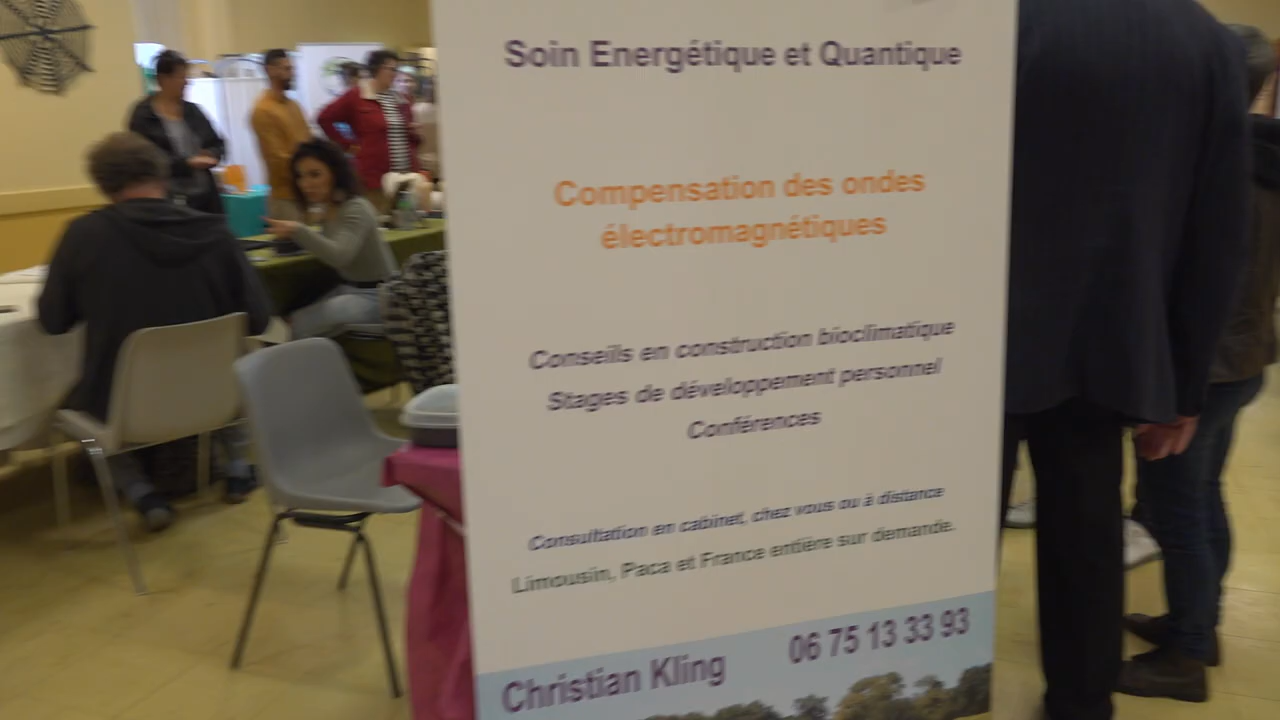 Soin Energétique et Quantique
Compensation des ondes
électromagnétiques
Conseils en construction bioclimatique
Stages de développement personnel
Conférences
Consultation en cabinet, chez vous ou à distance
Limousin, Paca et France entière sur demande.
Christian Kling 06 75 13 33 93